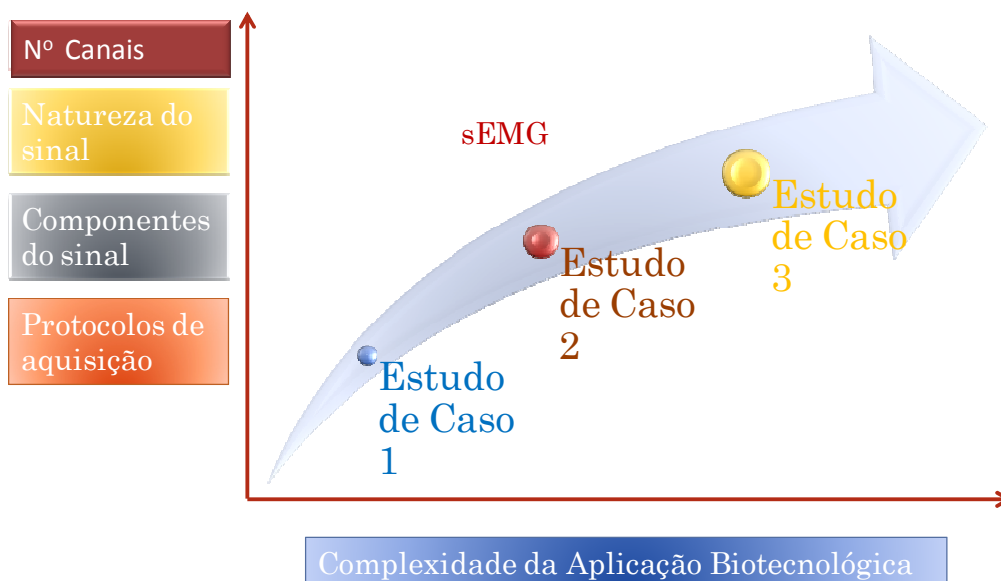 Nº Canais
Natureza do
sinal
Componentes
do sinal
Protocolos de
aquisição
sEMG
Estudo
de Caso
3
Estudo
de Caso
2
Estudo
de Caso
1
Complexidade da Aplicação Biotecnológica